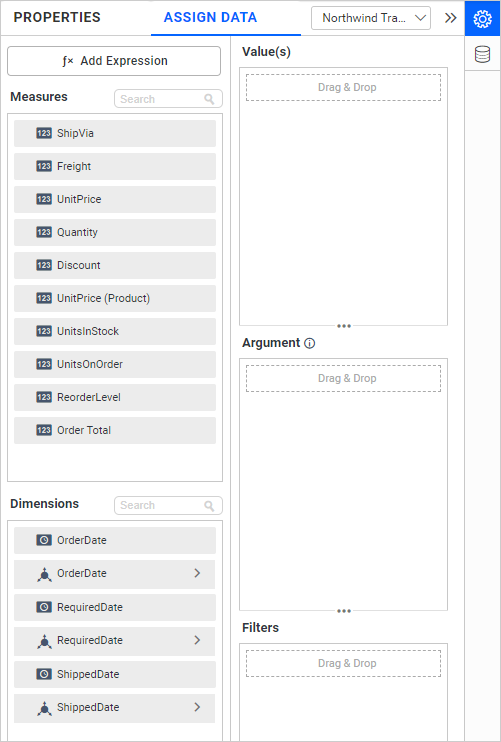 PROPERTIES
ASSIGN DATA
Northwind Tra...
ƒx Add Expression
Measures
Search
123 ShipVia
123 Freight
123 UnitPrice
123 Quantity
123 Discount
123 UnitPrice (Product)
123 UnitsInStock
123 UnitsOnOrder
123 ReorderLevel
123 Order Total
Dimensions
Search
OrderDate
OrderDate
RequiredDate
RequiredDate
ShippedDate
ShippedDate
Value(s)
Drag & Drop
Argument
Drag & Drop
Filters
Drag & Drop